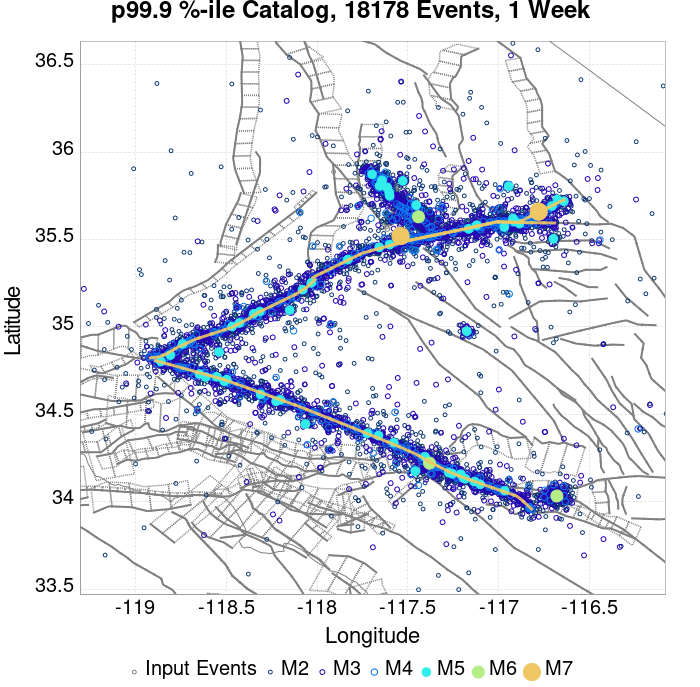 p99.9 %-ile Catalog, 18178 Events, 1 Week
36.5
36
35.5
35
34.5
34
33.5
Latitude
-119 -118.5 -118 -117.5 -117 -116.5
Longitude
Input Events M2 M3 M4 M5 M6 M7